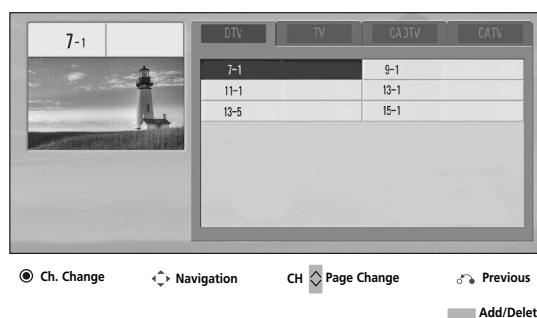 7-1
DTV TV CADTV CATV
7-1 9-1
11-1 13-1
13-5 15-1
Ch. Change Navigation CH Page Change Previous
Add/Delet